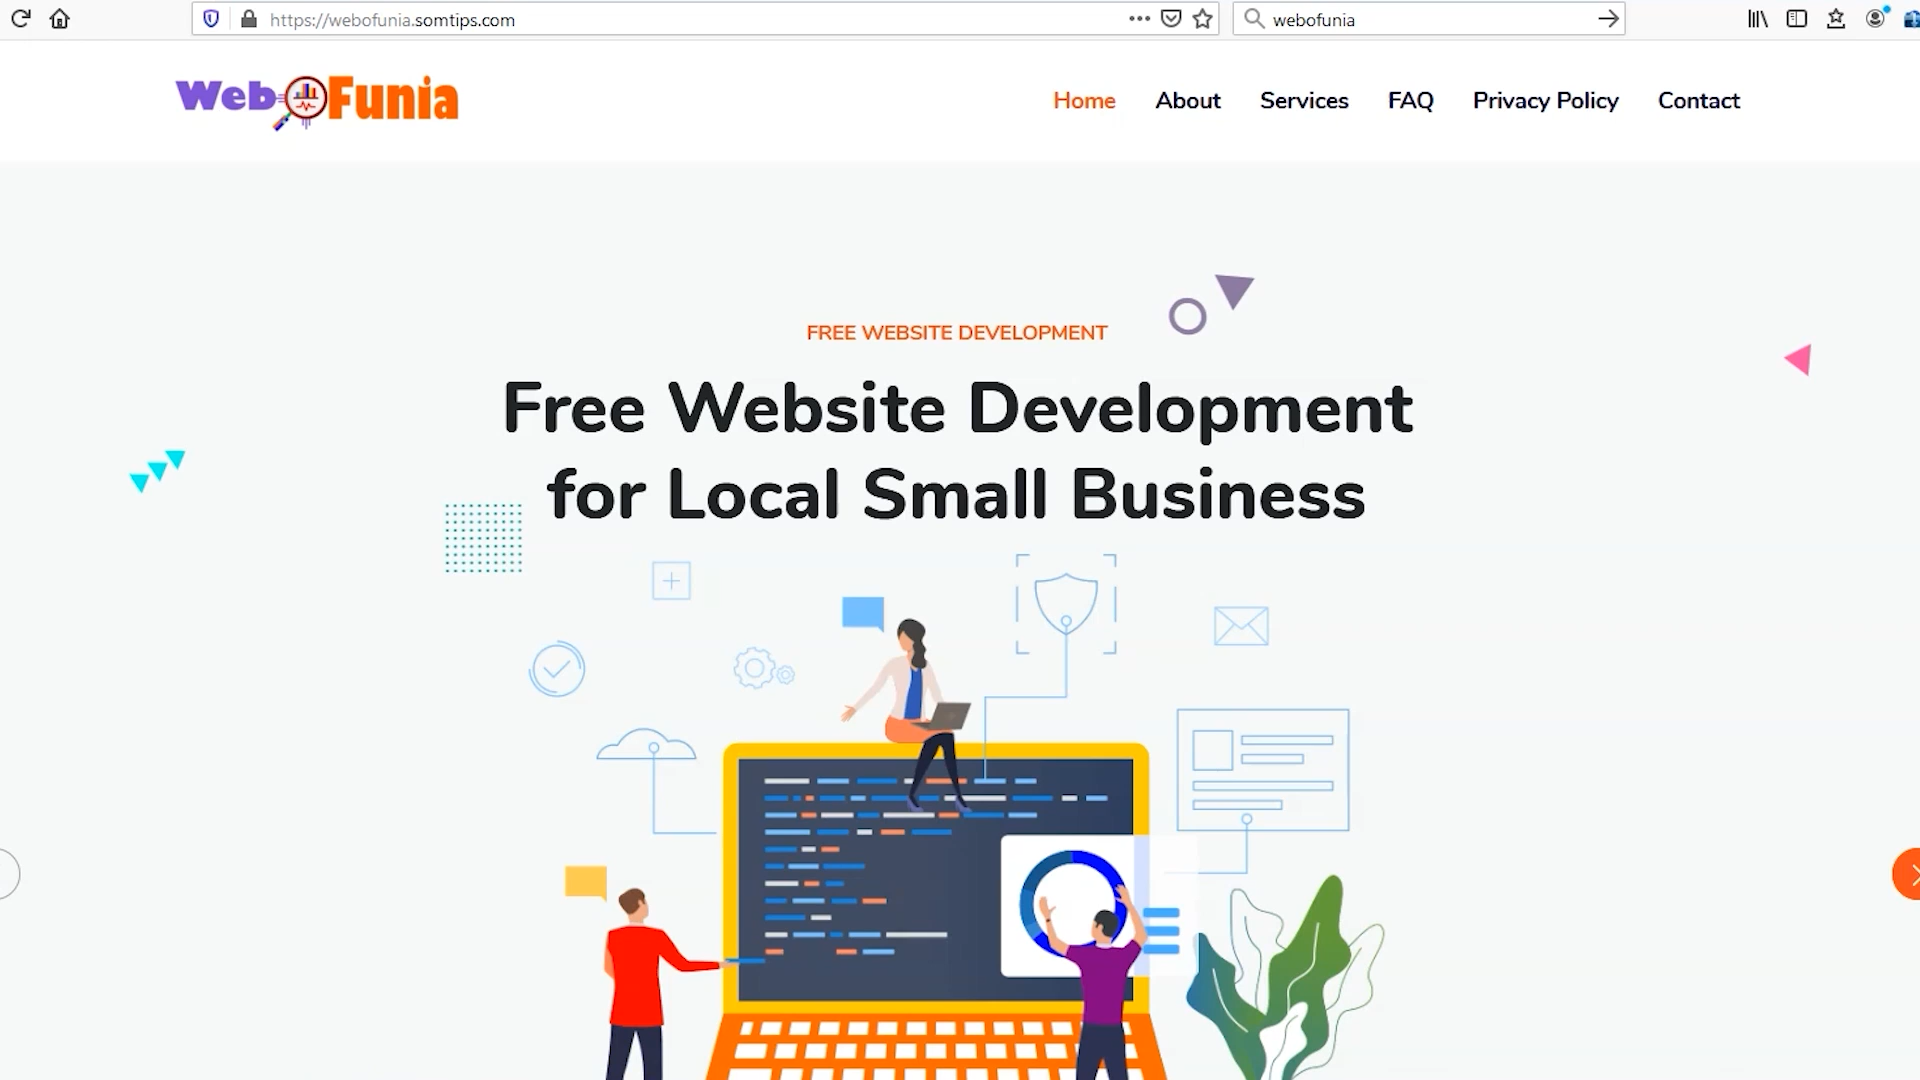 https://webofunia.somtips.com
webofunia
WebFunia
Home
About
Services
FAQ
Privacy Policy
Contact
FREE WEBSITE DEVELOPMENT
Free Website Development
for Local Small Business